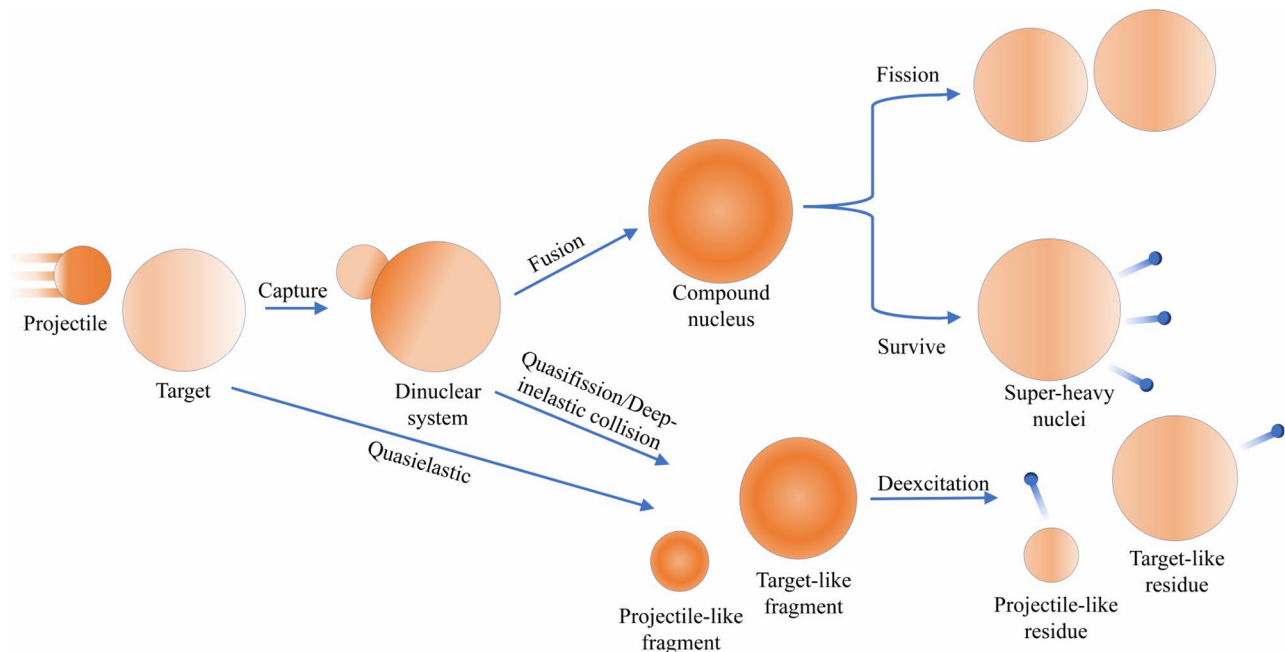 Projectile
Target
Capture
Dinuclear
system
Fusion
Compound
nucleus
Fission
Survive
Super-heavy
nuclei
Quasifission/Deep-
inelastic collision
Quasielastic
Projectile-like
fragment
Target-like
fragment
Deexcitation
Projectile-like
residue
Target-like
residue